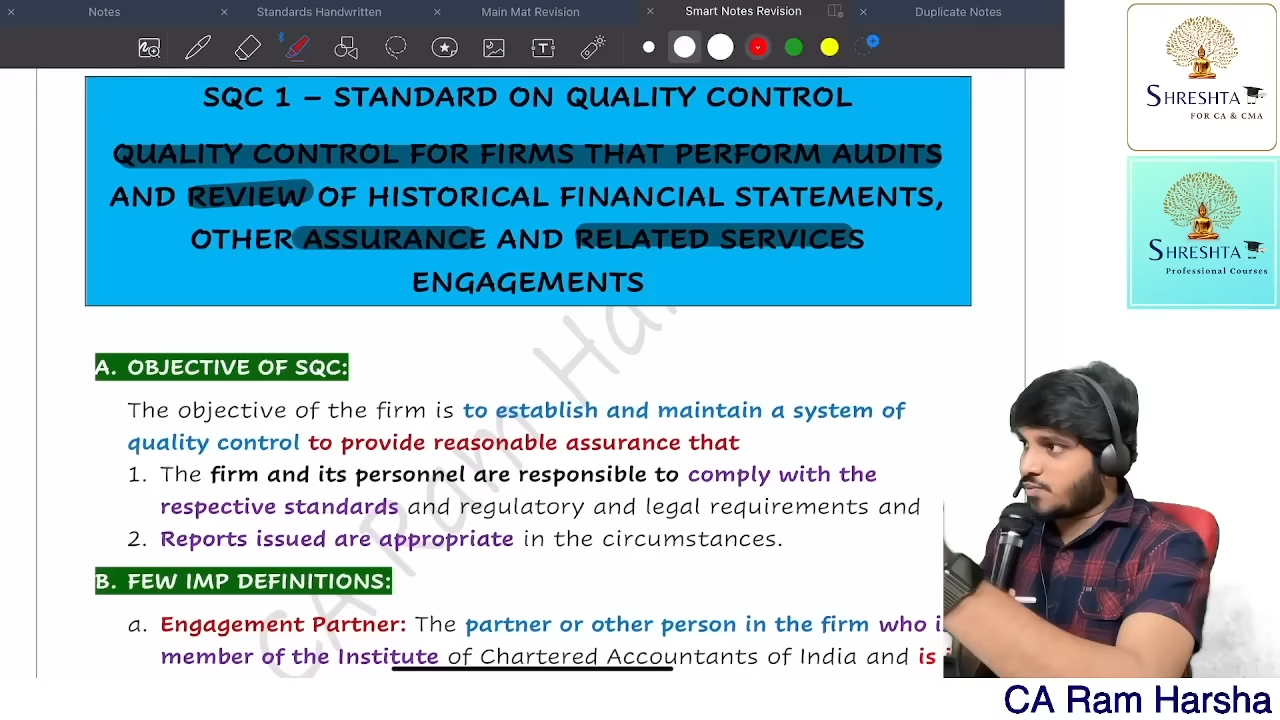 Notes
Standards Handwritten
Main Mat Revision
Smart Notes Revision
Duplicate Notes
SQC 1 – STANDARD ON QUALITY CONTROL
QUALITY CONTROL FOR FIRMS THAT PERFORM AUDITS
AND REVIEW OF HISTORICAL FINANCIAL STATEMENTS,
OTHER ASSURANCE AND RELATED SERVICES
ENGAGEMENTS
A. OBJECTIVE OF SQC:
The objective of the firm is to establish and maintain a system of
quality control to provide reasonable assurance that
1. The firm and its personnel are responsible to comply with the
respective standards and regulatory and legal requirements and
2. Reports issued are appropriate in the circumstances.
B. FEW IMP DEFINITIONS:
a. Engagement Partner: The partner or other person in the firm who
member of the Institute of Chartered Accountants of India and is
CA Ram Har
SHRESHTA
FOR CA & CMA
SHRESHTA
Professional Courses
CA Ram Harsha